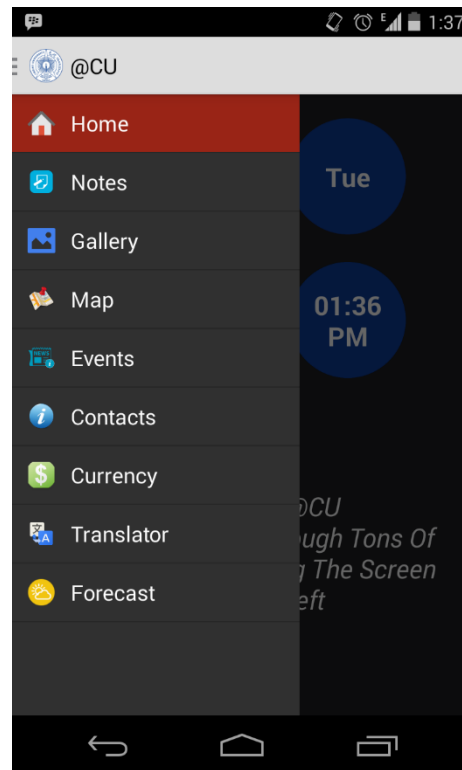 E
1:37
@CU
Home
Notes
Gallery
Map
Events
Contacts
Currency
Translator
Forecast
Tue
01:36
PM
@CU
ugh Tons Of
g The Screen
eft